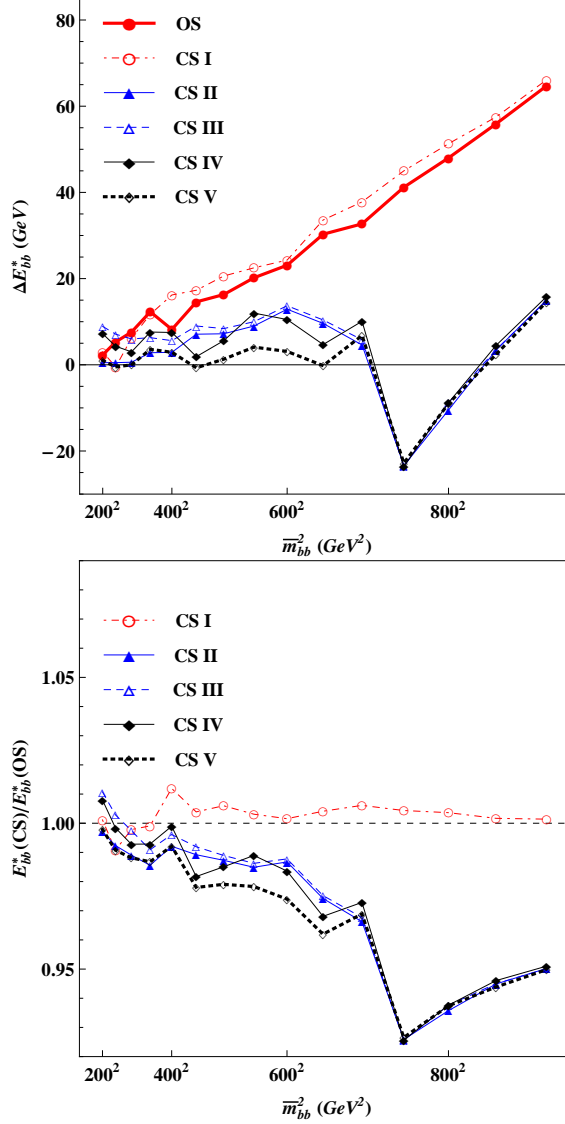 80
60
40
20
0
−20
ΔE*bb (GeV)
OS
CS I
CS II
CS III
CS IV
CS V
200² 400² 600² 800²
m̅²bb (GeV²)
1.05
1.00
0.95
E*bb(CS)/E*bb(OS)
CS I
CS II
CS III
CS IV
CS V
200² 400² 600² 800²
m̅²bb (GeV²)